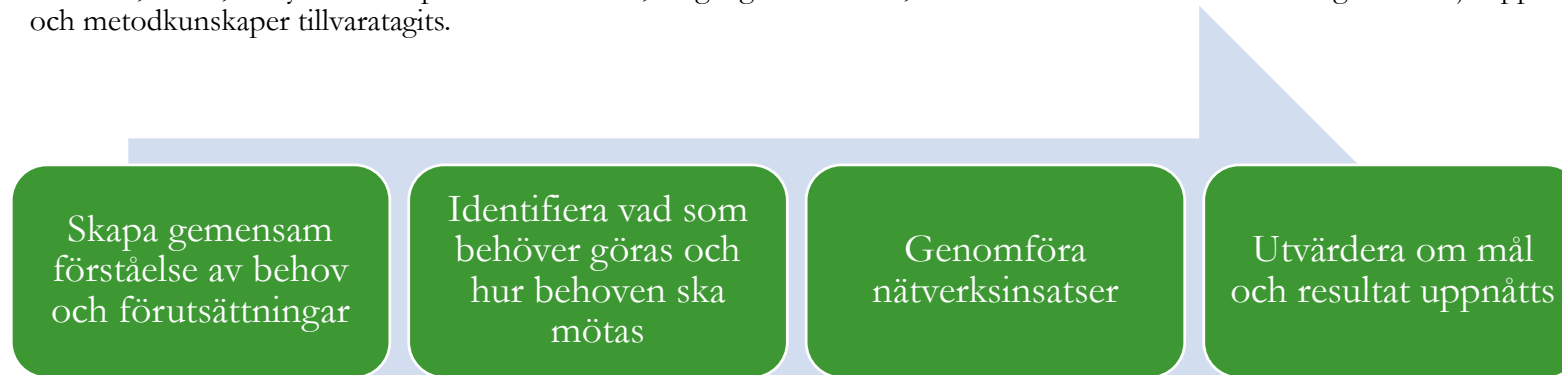 och metodkunskaper tillvaratagits.
Skapa gemensam
förståelse av behov
och förutsättningar
Identifiera vad som
behöver göras och
hur behoven ska
mötas
Genomföra
nätverksinsatser
Utvärdera om mål
och resultat uppnåtts